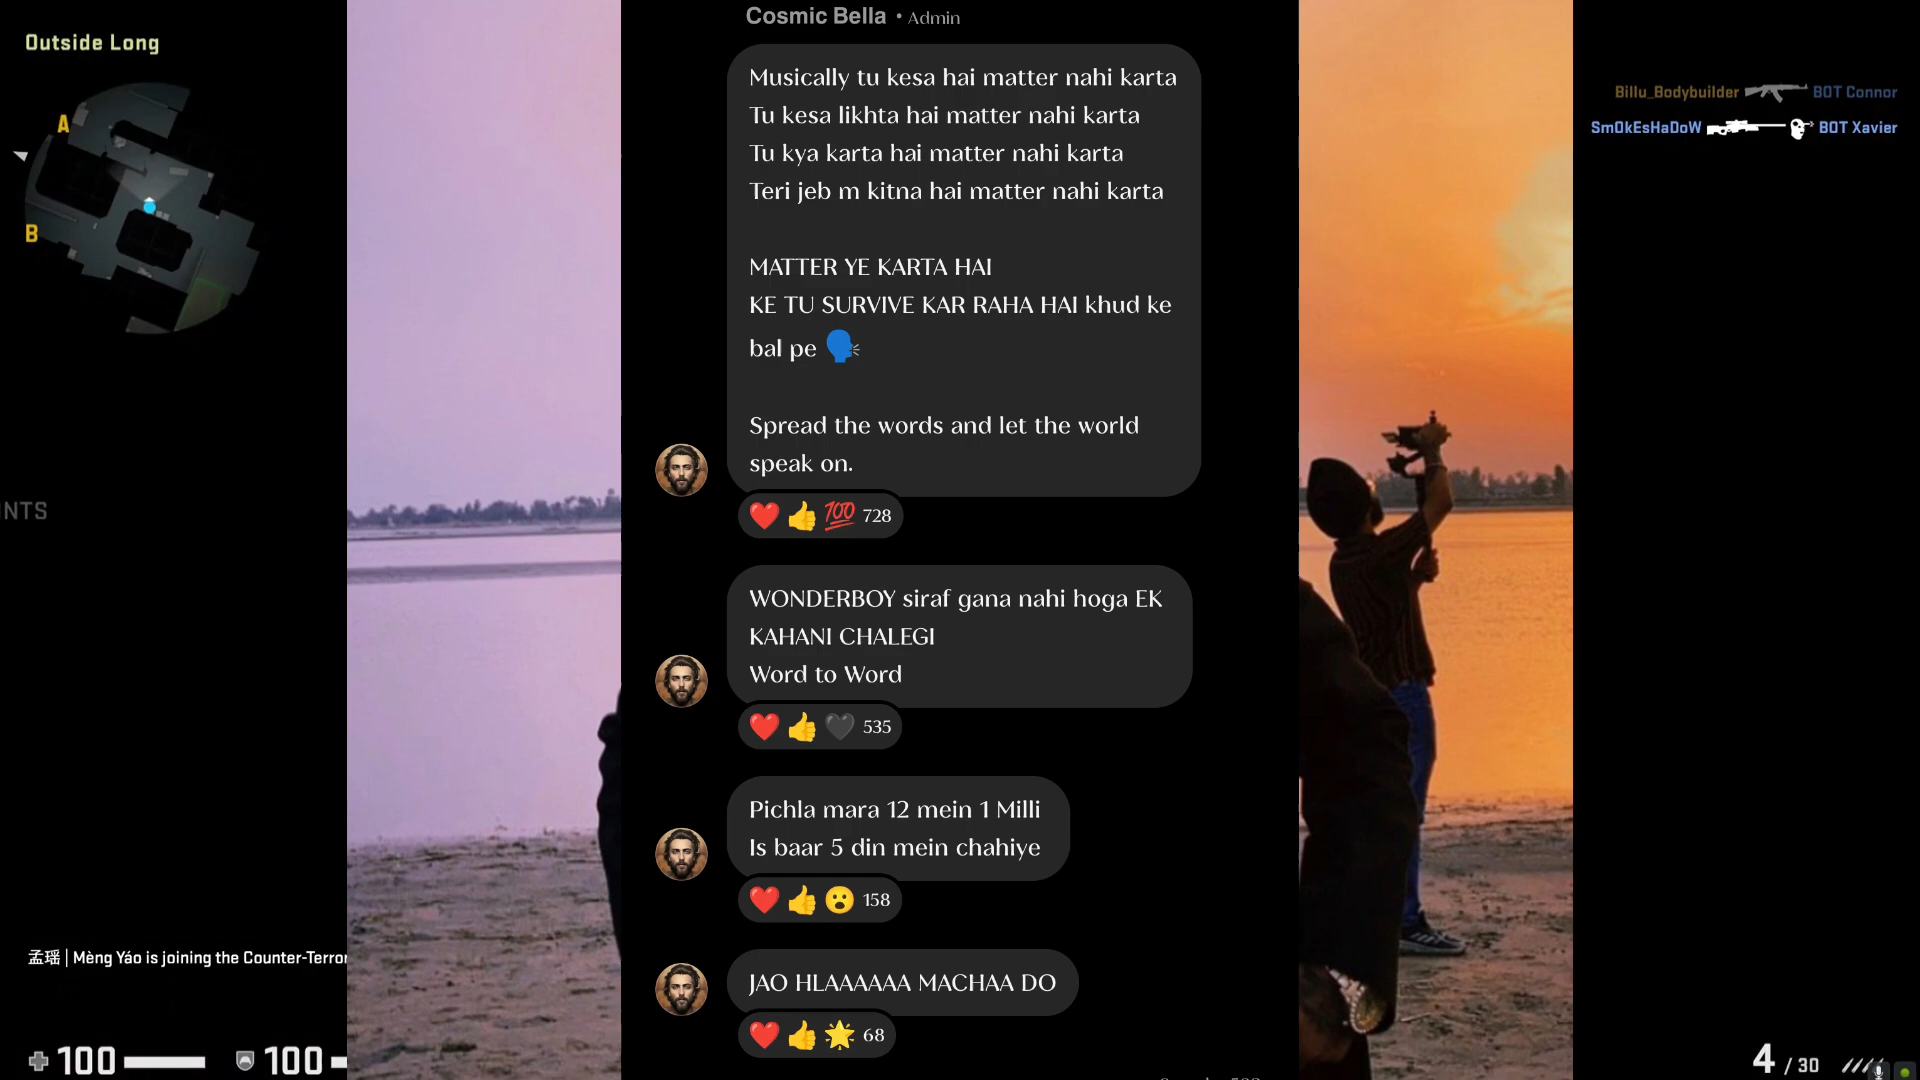 Outside Long
A
B
INTS
孟瑶 | Mèng Yáo is joining the Counter-Terror
100
100
Cosmic Bella • Admin
Musically tu kesa hai matter nahi karta
Tu kesa likhta hai matter nahi karta
Tu kya karta hai matter nahi karta
Teri jeb m kitna hai matter nahi karta
MATTER YE KARTA HAI
KE TU SURVIVE KAR RAHA HAI khud ke
bal pe 🗣️
Spread the words and let the world
speak on.
❤️👍💯 728
WONDERBOY siraf gana nahi hoga EK
KAHANI CHALEGI
Word to Word
❤️👍🖤 535
Pichla mara 12 mein 1 Milli
Is baar 5 din mein chahiye
❤️👍😮 158
JAO HLAAAAAA MACHAA DO
❤️👍🌟 68
Billu_Bodybuilder BOT Connor
Sm0kEsHaDoW BOT Xavier
4 / 30